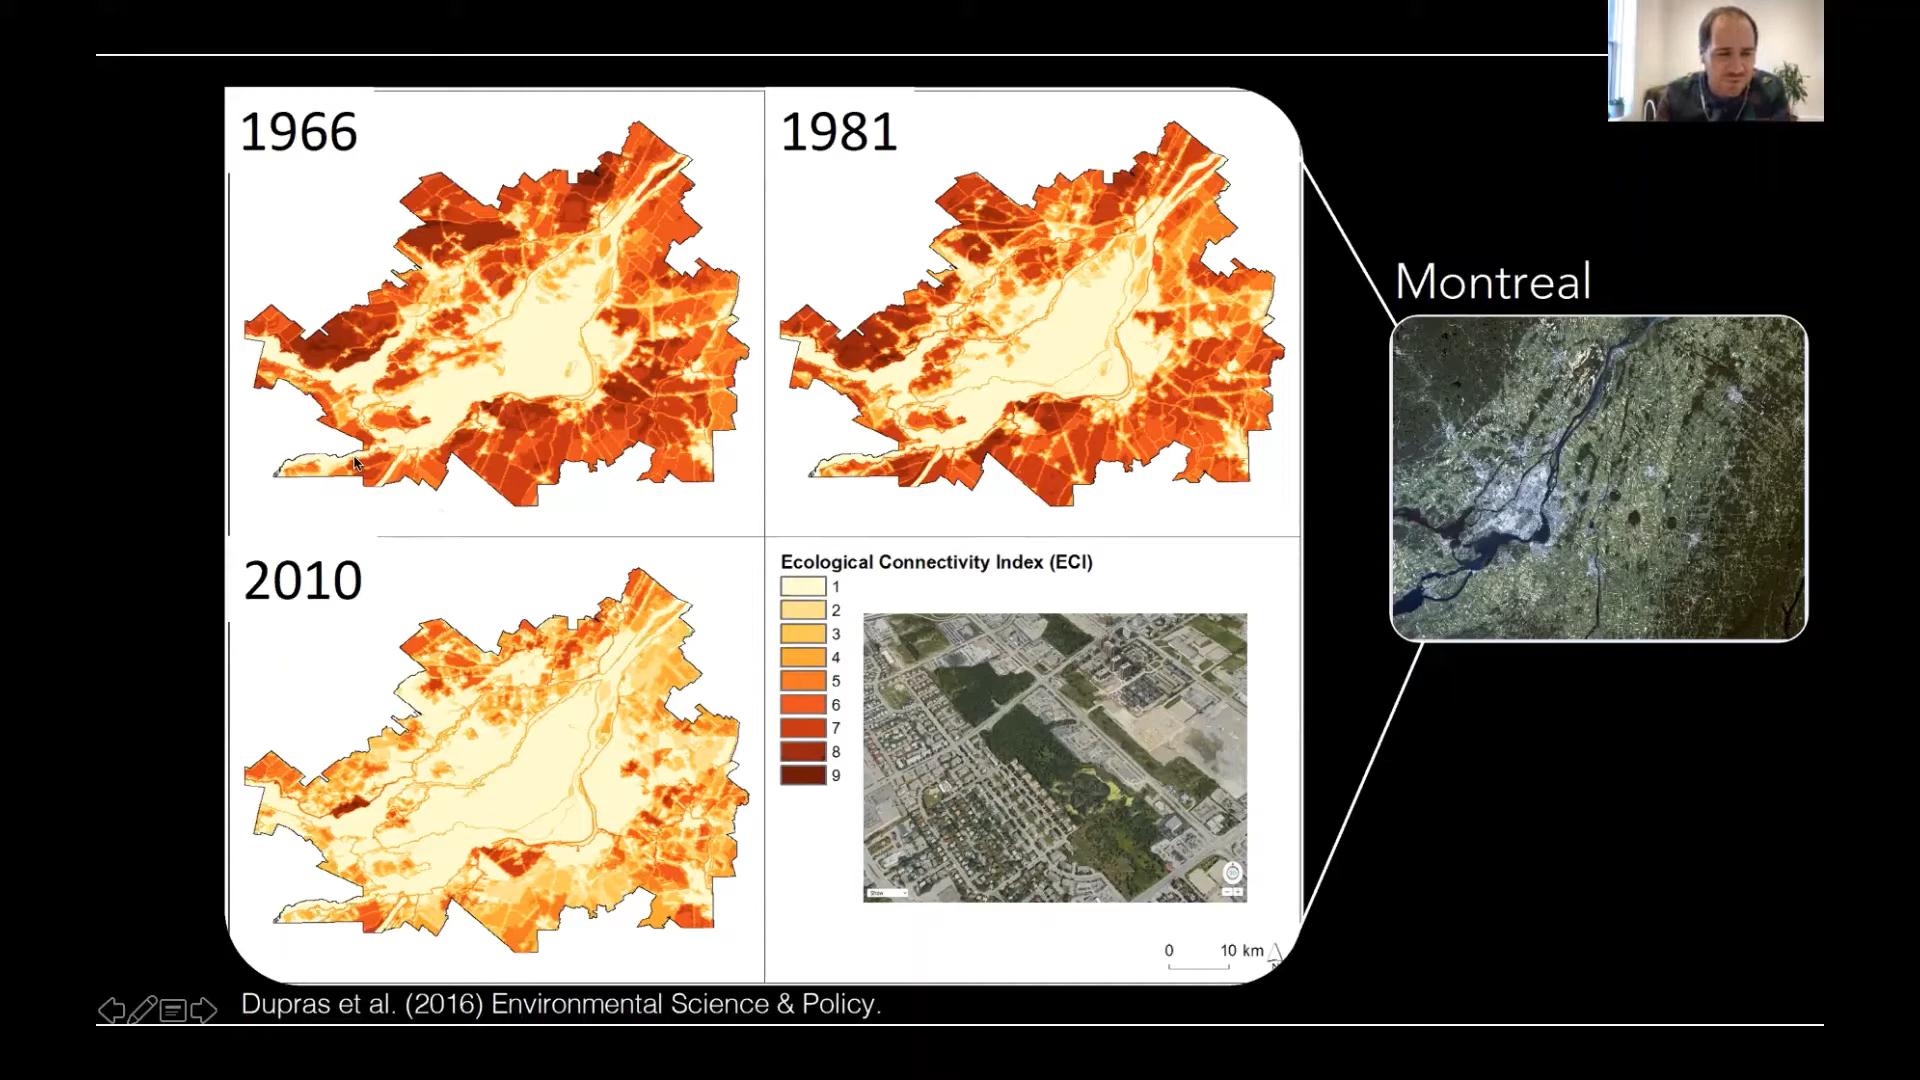 1966
1981
Montreal
2010
Ecological Connectivity Index (ECI)
1
2
3
4
5
6
7
8
9
Show
0 10 km
N
Dupras et al. (2016) Environmental Science & Policy.